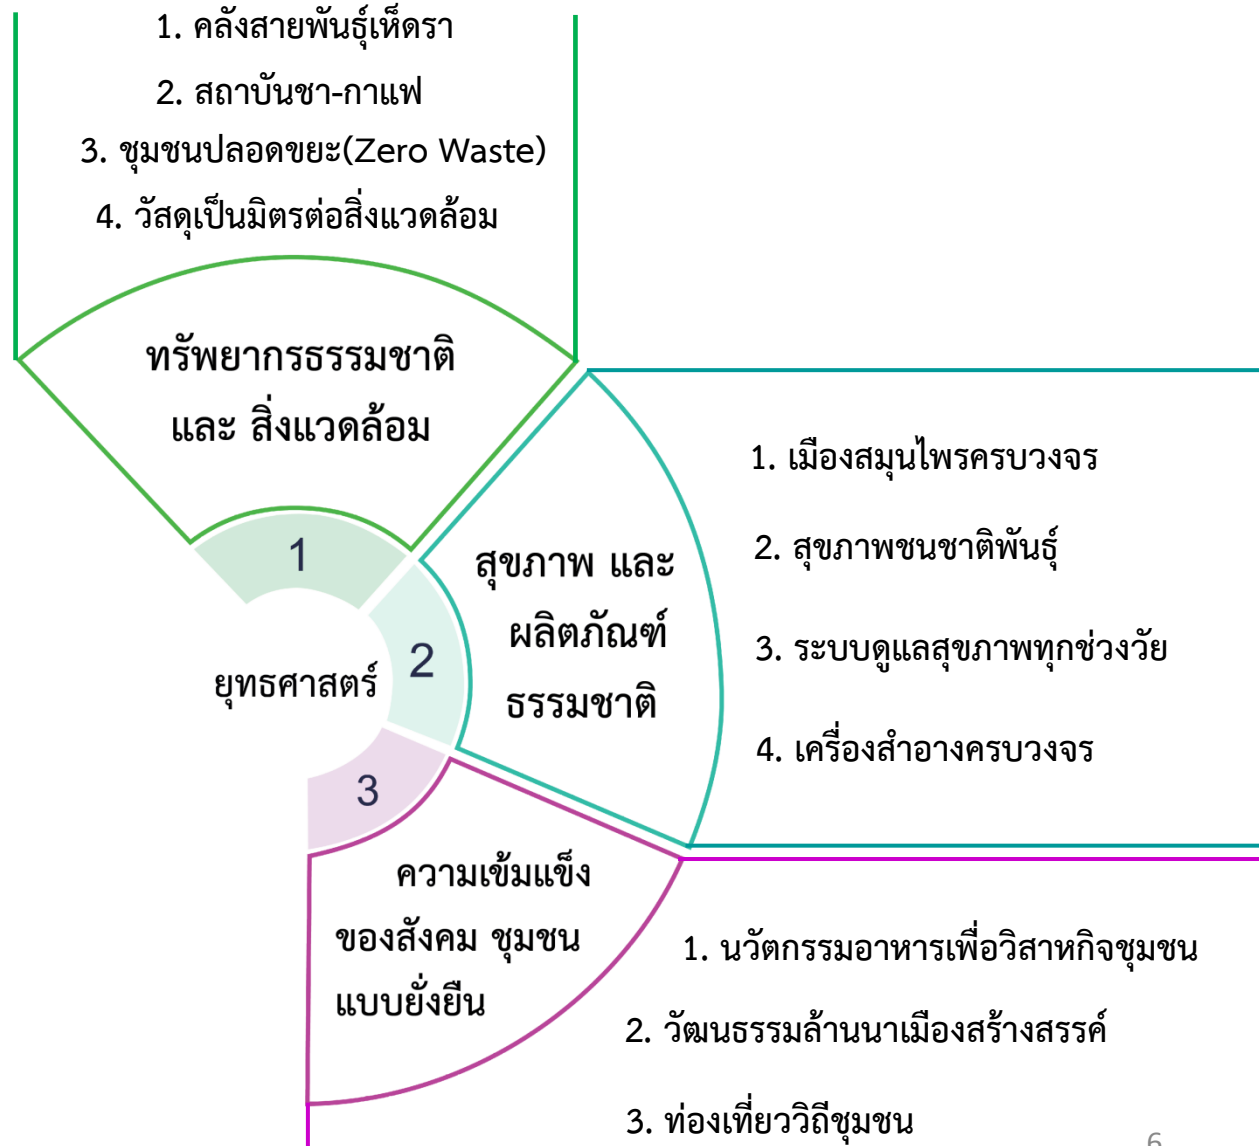 1. คลังสายพันธุ์เห็ดรา
2. สถาบันชา-กาแฟ
3. ชุมชนปลอดขยะ(Zero Waste)
4. วัสดุเป็นมิตรต่อสิ่งแวดล้อม
ทรัพยากรธรรมชาติ
และ สิ่งแวดล้อม
1
สุขภาพ และ
ผลิตภัณฑ์
ธรรมชาติ
2
1. เมืองสมุนไพรครบวงจร
2. สุขภาพชนชาติพันธุ์
3. ระบบดูแลสุขภาพทุกช่วงวัย
4. เครื่องสำอางครบวงจร
ยุทธศาสตร์
3
ความเข้มแข็ง
ของสังคม ชุมชน
แบบยั่งยืน
1. นวัตกรรมอาหารเพื่อวิสาหกิจชุมชน
2. วัฒนธรรมล้านนาเมืองสร้างสรรค์
3. ท่องเที่ยววิถีชุมชน
6